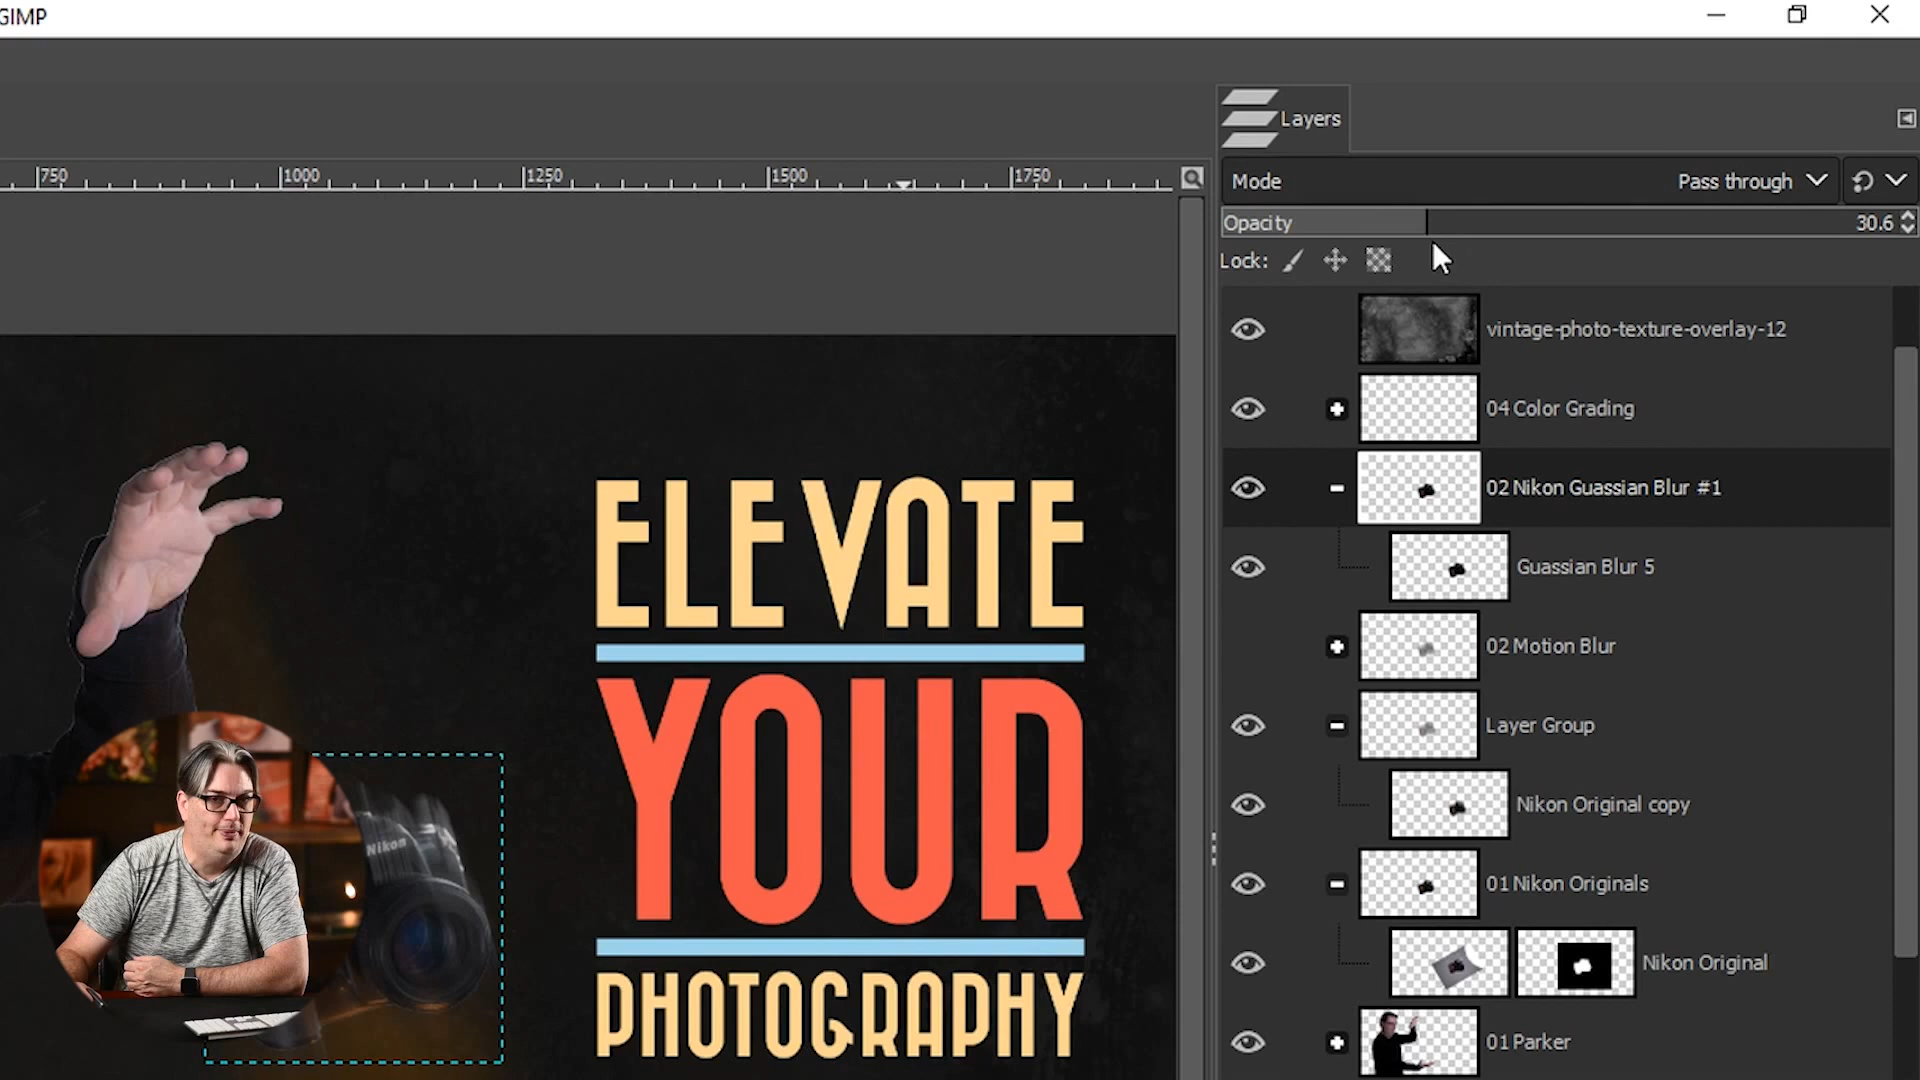 GIMP
Layers
750 1000 1250 1500 1750
Mode Pass through
Opacity 30.6
Lock:
vintage-photo-texture-overlay-12
04 Color Grading
02 Nikon Guassian Blur #1
Guassian Blur 5
02 Motion Blur
Layer Group
Nikon Original copy
01 Nikon Originals
Nikon Original
01 Parker
ELEVATE
YOUR
PHOTOGRAPHY
Nikon